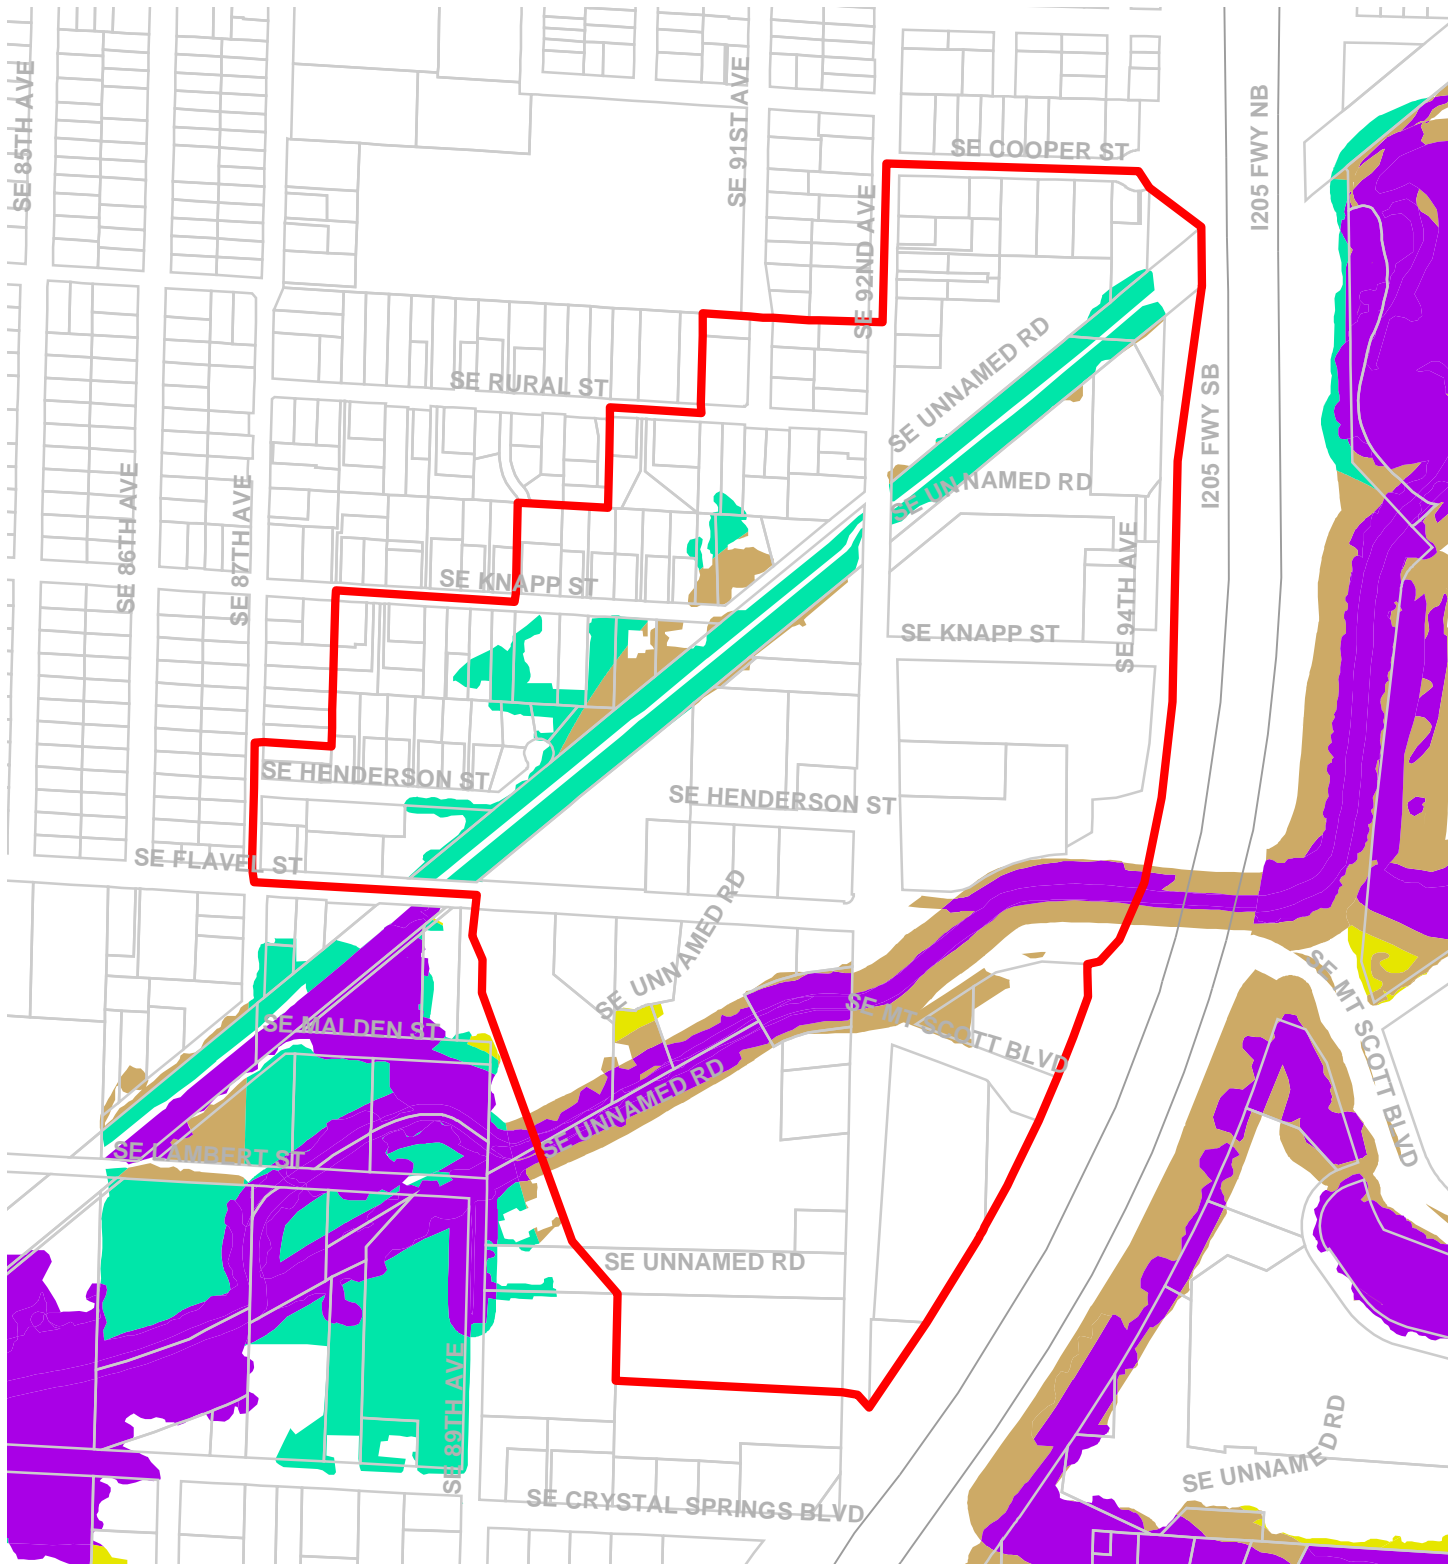 SE 85TH AVE
SE 91ST AVE
I205 FWY NB
SE COOPER ST
SE 92ND AVE
SE RURAL ST
SE UNNAMED RD
I205 FWY SB
SE UNNAMED RD
SE 86TH AVE
SE 87TH AVE
SE 94TH AVE
SE KNAPP ST
SE KNAPP ST
SE HENDERSON ST
SE HENDERSON ST
SE FLAVEL ST
SE UNNAMED RD
SE MT SCOTT BLVD
SE MT SCOTT BLVD
SE MALDEN ST
SE UNNAMED RD
SE LAMBERT ST
SE UNNAMED RD
SE 89TH AVE
SE UNNAMED RD
SE CRYSTAL SPRINGS BLVD